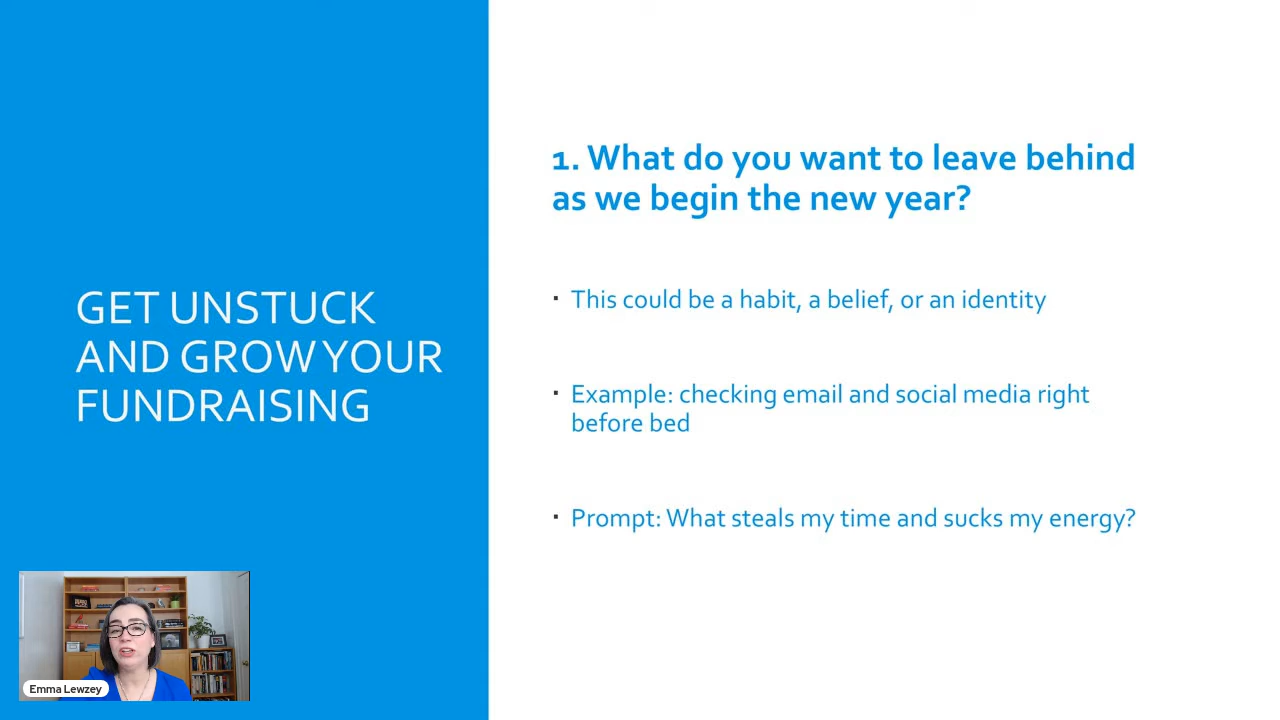 1. What do you want to leave behind
as we begin the new year?
GET UNSTUCK
AND GROW YOUR
FUNDRAISING
▪ This could be a habit, a belief, or an identity
▪ Example: checking email and social media right
before bed
▪ Prompt: What steals my time and sucks my energy?
Emma Lewzey